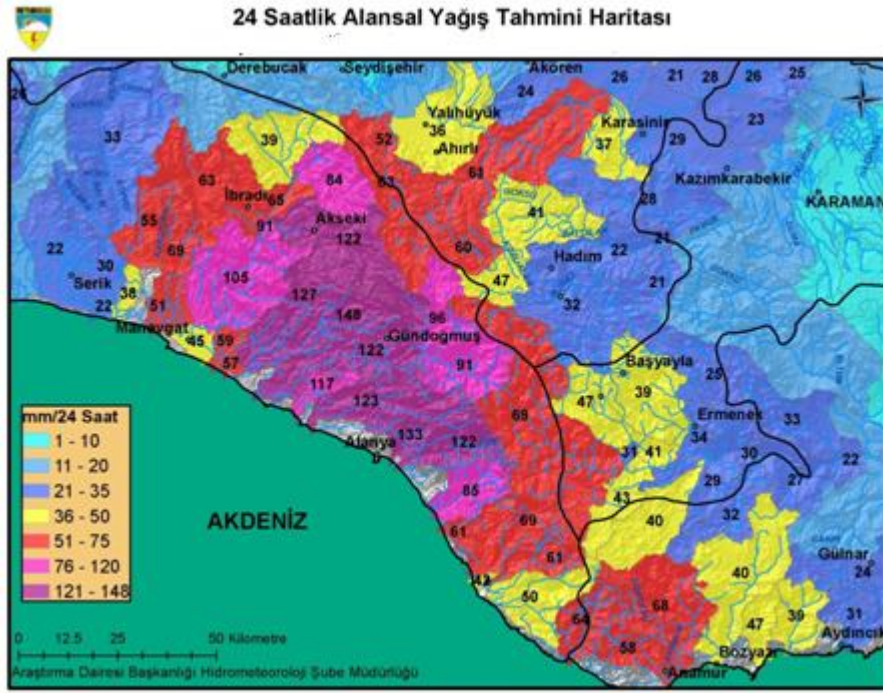 24 Saatlik Alansal Yağış Tahmini Haritası
Derebucak
Seydişehir
Akören
26
21
28
26
25
26
24
33
39
52
Yalıhüyük
36
Ahırlı
Karasinir
37
29
23
63
84
63
61
Kazımkarabekir
İbradı
65
28
KARAMAN
55
91
Akseki
122
41
22
21
69
60
Hadım
22
30
105
47
21
Serik
38
127
96
32
22
51
148
Manavgat
45
59
122
Gündogmuş
57
91
Başyayla
25
117
47
39
mm/24 Saat
1 - 10
11 - 20
21 - 35
36 - 50
51 - 75
76 - 120
121 - 148
123
69
Ermenek
33
Alanya
133
122
31
41
34
30
22
85
43
29
27
AKDENİZ
61
69
40
32
61
40
Gülnar
24
42
50
64
68
39
31
58
47
Aydıncık
Bozyazı
Anamur
0 12.5 25 50 Kilometre
Araştırma Dairesi Başkanlığı Hidrometeoroloji Şube Müdürlüğü